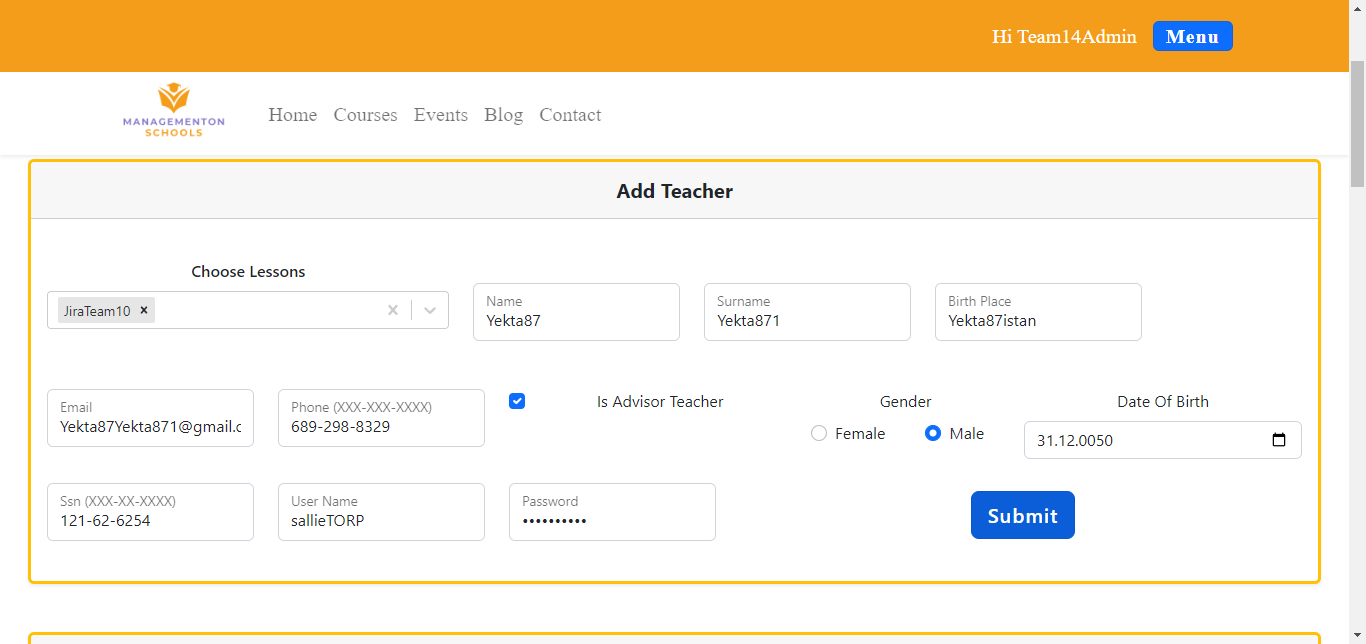 Hi Team14Admin Menu
MANAGEMENTON
SCHOOLS
Home Courses Events Blog Contact
Add Teacher
Choose Lessons
JiraTeam10
Name
Yekta87
Surname
Yekta871
Birth Place
Yekta87istan
Email
Yekta87Yekta871@gmail.c
Phone (XXX-XXX-XXXX)
689-298-8329
Is Advisor Teacher
Gender
Female Male
Date Of Birth
31.12.0050
Ssn (XXX-XX-XXXX)
121-62-6254
User Name
sallieTORP
Password
••••••••••
Submit